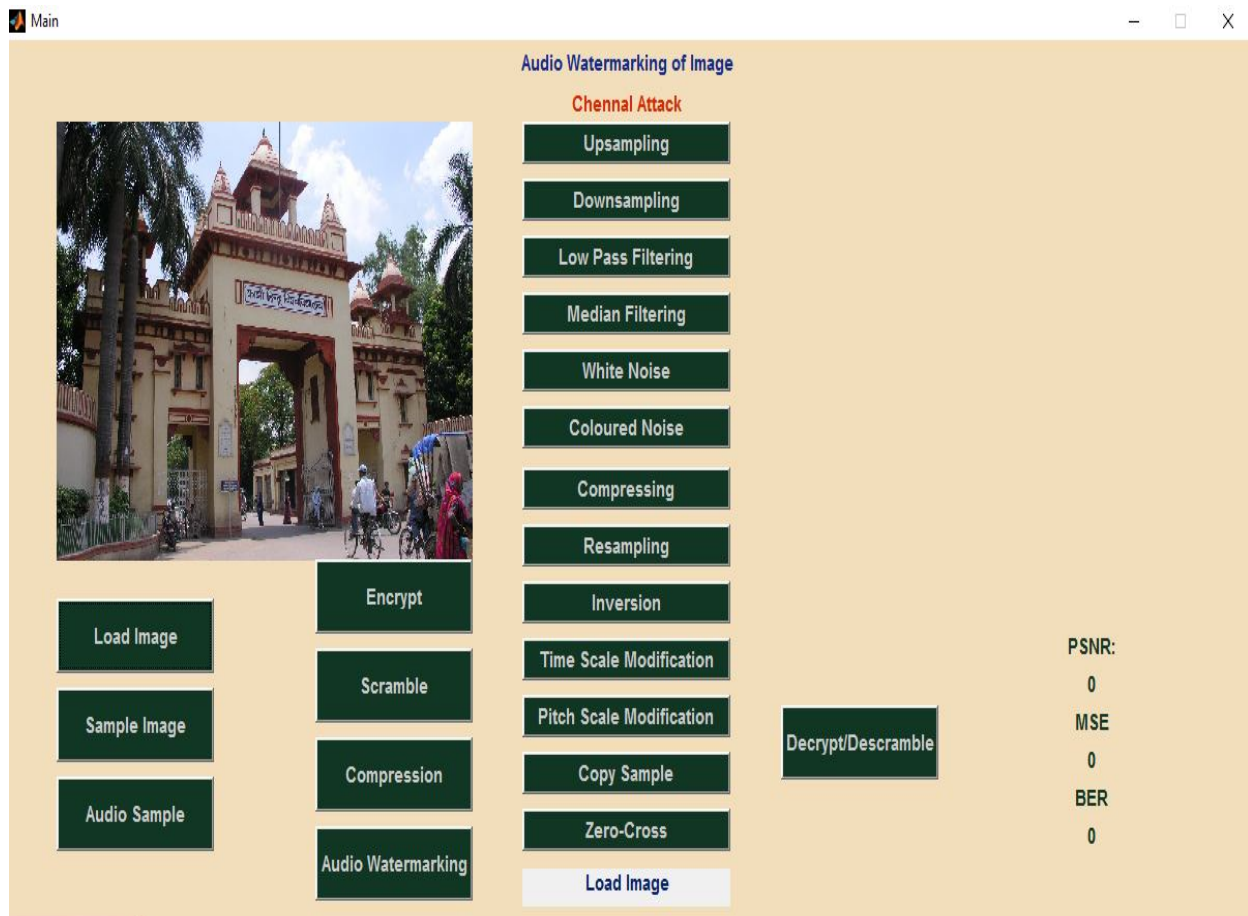 Main
Audio Watermarking of Image
Chennal Attack
Upsampling
Downsampling
Low Pass Filtering
Median Filtering
White Noise
Coloured Noise
Compressing
Resampling
Inversion
Time Scale Modification
Pitch Scale Modification
Copy Sample
Zero-Cross
Load Image
काशी हिन्दू विश्वविद्यालय
Load Image
Sample Image
Audio Sample
Encrypt
Scramble
Compression
Audio Watermarking
Decrypt/Descramble
PSNR:
0
MSE
0
BER
0